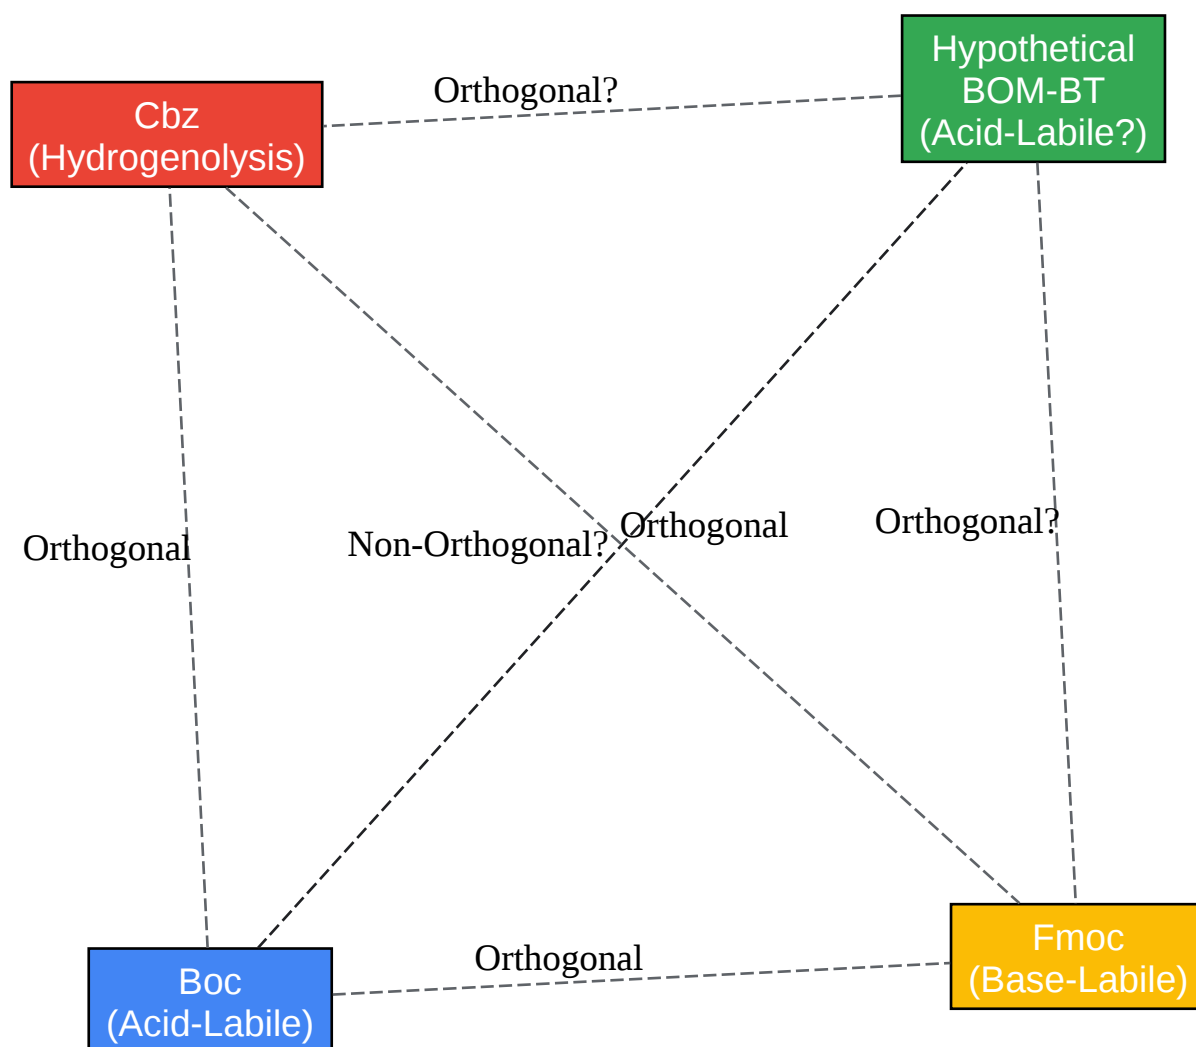 Hypothetical
BOM-BT
(Acid-Labile?)
Orthogonal?
Cbz
(Hydrogenolysis)
Orthogonal
Non-Orthogonal?
Orthogonal
Orthogonal?
Orthogonal
Fmoc
(Base-Labile)
Boc
(Acid-Labile)